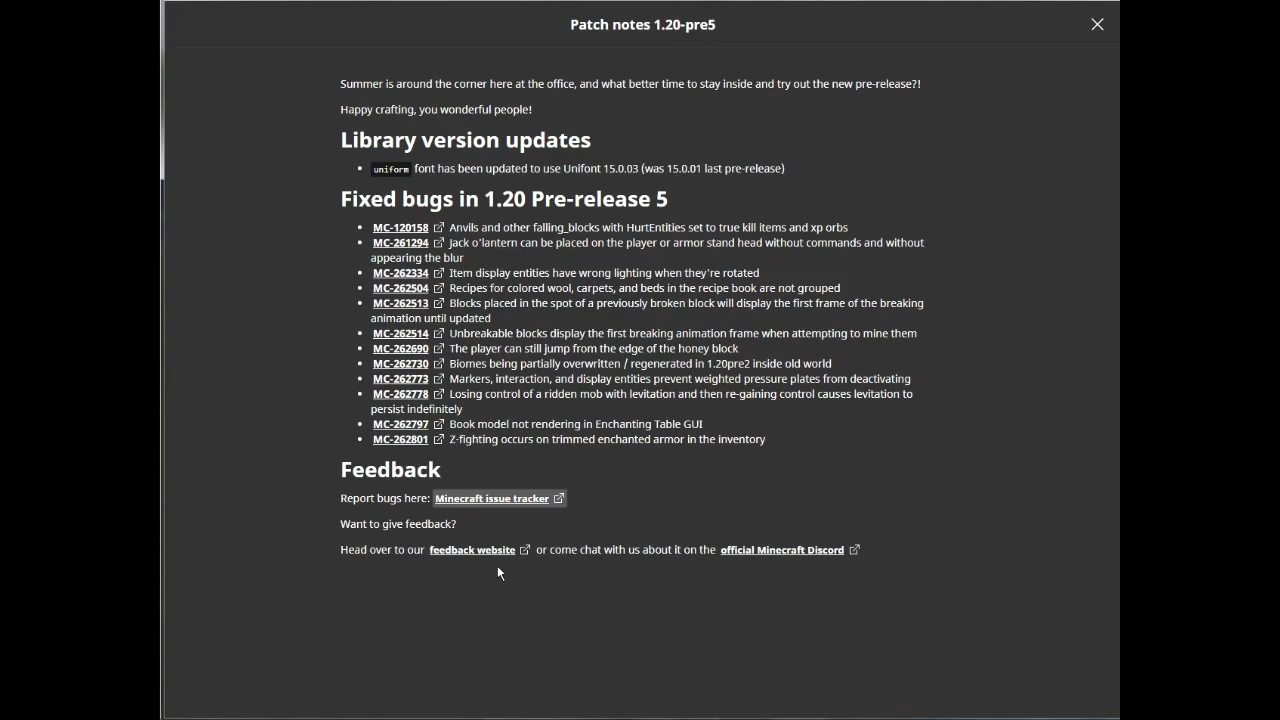 Patch notes 1.20-pre5
Summer is around the corner here at the office, and what better time to stay inside and try out the new pre-release?!
Happy crafting, you wonderful people!
Library version updates
• uniform font has been updated to use Unifont 15.0.03 (was 15.0.01 last pre-release)
Fixed bugs in 1.20 Pre-release 5
• MC-120158 Anvils and other falling_blocks with HurtEntities set to true kill items and xp orbs
• MC-261294 Jack o'lantern can be placed on the player or armor stand head without commands and without
appearing the blur
• MC-262334 Item display entities have wrong lighting when they're rotated
• MC-262504 Recipes for colored wool, carpets, and beds in the recipe book are not grouped
• MC-262513 Blocks placed in the spot of a previously broken block will display the first frame of the breaking
animation until updated
• MC-262514 Unbreakable blocks display the first breaking animation frame when attempting to mine them
• MC-262690 The player can still jump from the edge of the honey block
• MC-262730 Biomes being partially overwritten / regenerated in 1.20pre2 inside old world
• MC-262773 Markers, interaction, and display entities prevent weighted pressure plates from deactivating
• MC-262778 Losing control of a ridden mob with levitation and then re-gaining control causes levitation to
persist indefinitely
• MC-262797 Book model not rendering in Enchanting Table GUI
• MC-262801 Z-fighting occurs on trimmed enchanted armor in the inventory
Feedback
Report bugs here: Minecraft issue tracker
Want to give feedback?
Head over to our feedback website or come chat with us about it on the official Minecraft Discord